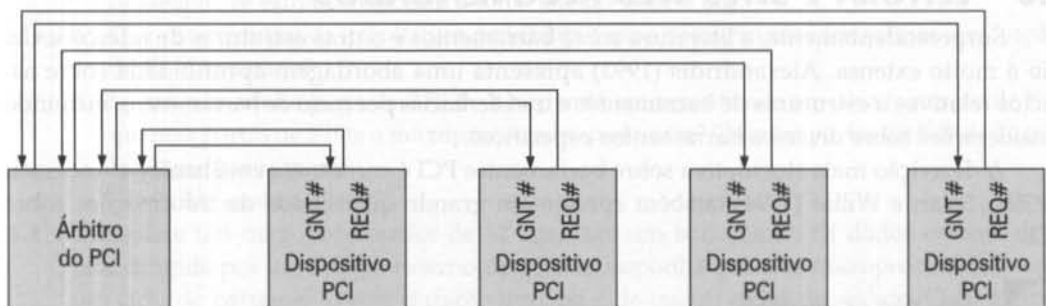 Árbitro
do PCI
GNT#
REQ#
Dispositivo
PCI
GNT#
REQ#
Dispositivo
PCI
GNT#
REQ#
Dispositivo
PCI
GNT#
REQ#
Dispositivo
PCI